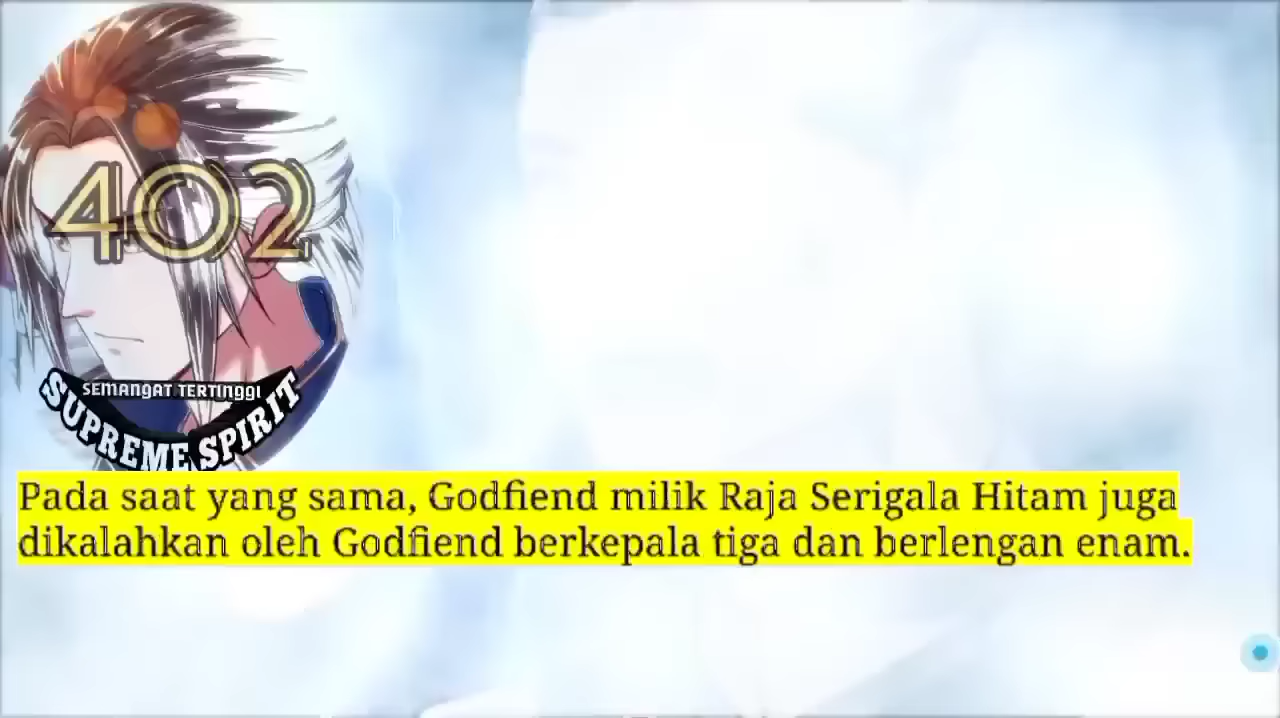 402
SEMANGAT TERTINGGI
SUPREME SPIRIT
Pada saat yang sama, Godfiend milik Raja Serigala Hitam juga
dikalahkan oleh Godfiend berkepala tiga dan berlengan enam.